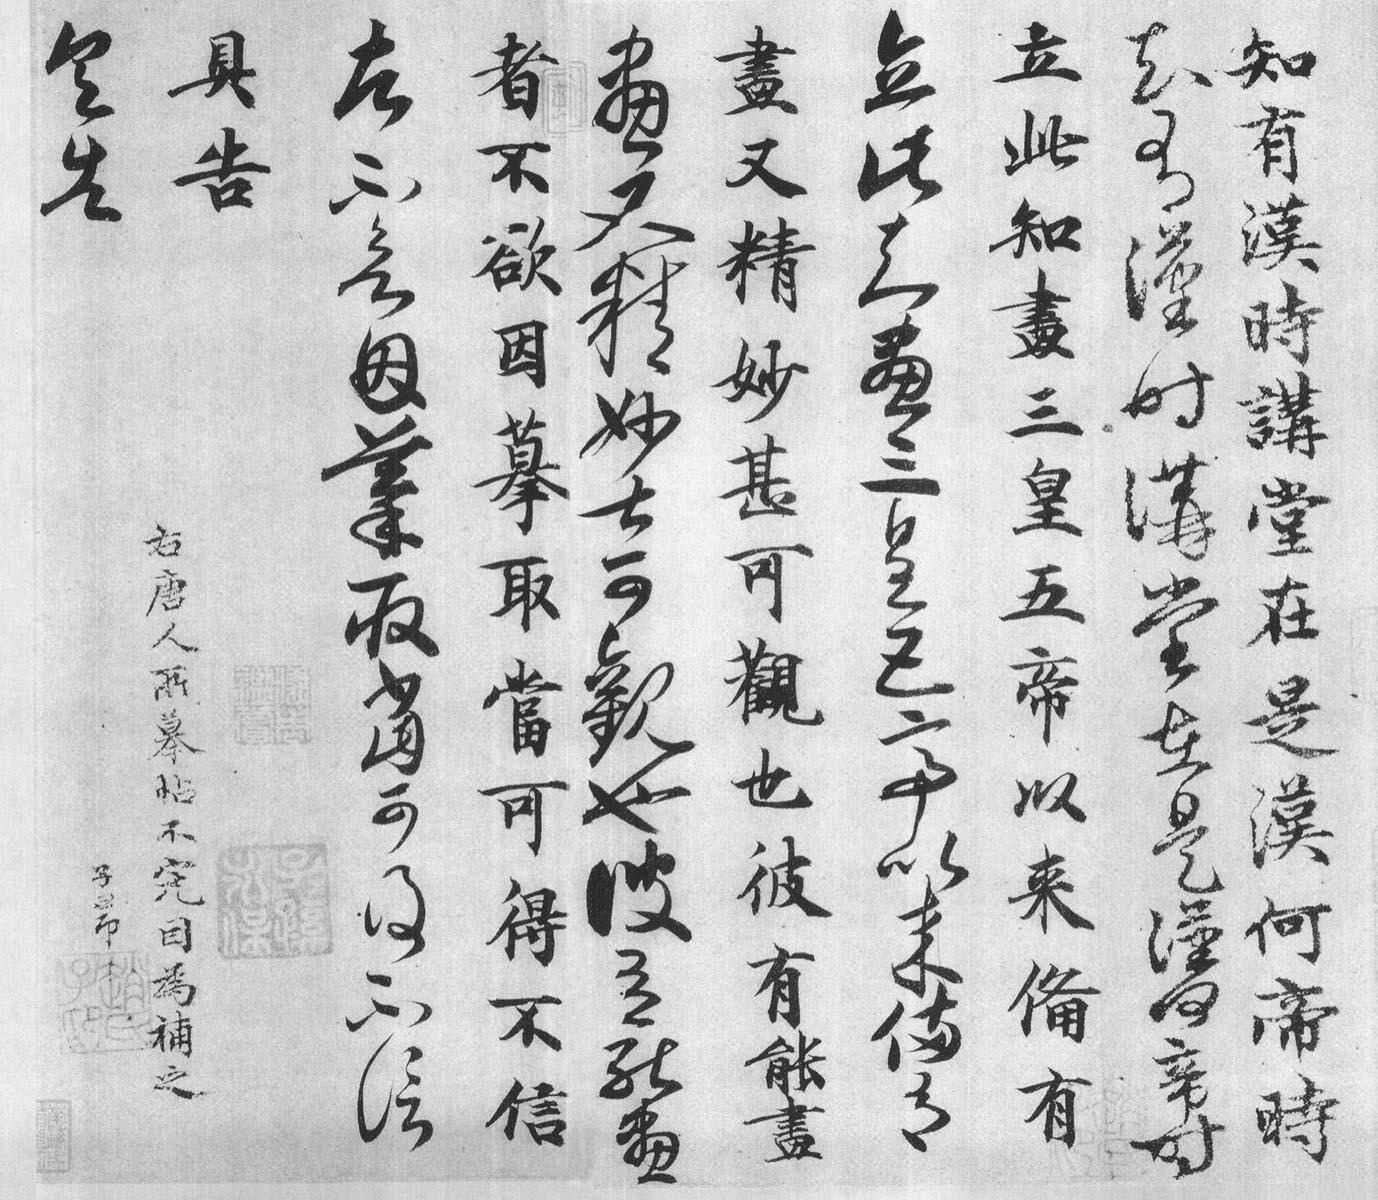 知有漢時講堂在是漢何帝時
知有漢時講堂在是漢何帝時
立此知畫三皇五帝以来備有
立此知畫三皇五帝以来備有
畫又精妙甚可觀也彼有能畫
畫又精妙甚可觀也彼有能畫
者不欲因摹取當可得不信
者不欲因摹取當可得不信
具告
具告
右唐人所摹帖不完因為補之
子昂